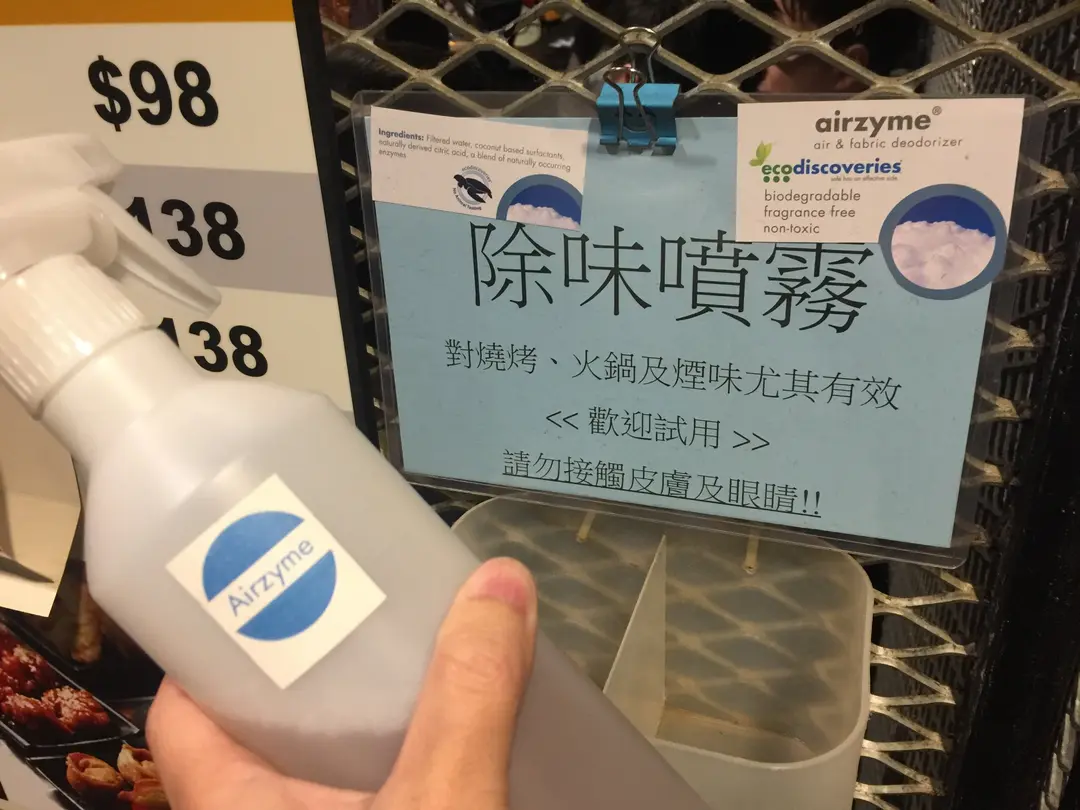 $98
138
138
Ingredients: Filtered water, coconut based surfactants,
naturally derived citric acid, a blend of naturally occurring
enzymes
airzyme®
air & fabric deodorizer
ecodiscoveries
biodegradable
fragrance free
non-toxic
除味噴霧
對燒烤、火鍋及煙味尤其有效
<< 歡迎試用 >>
請勿接觸皮膚及眼睛!!
Airzyme